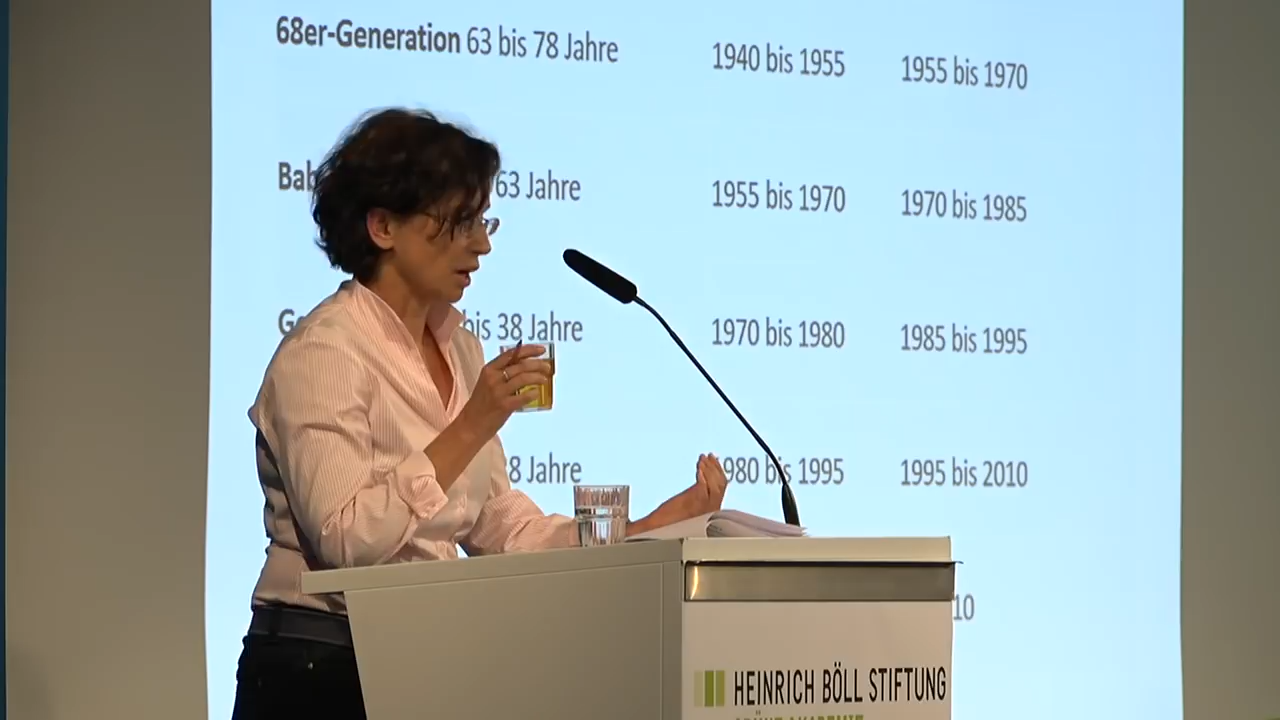 68er-Generation 63 bis 78 Jahre 1940 bis 1955 1955 bis 1970
63 Jahre 1955 bis 1970 1970 bis 1985
bis 38 Jahre 1970 bis 1980 1985 bis 1995
8 Jahre 980 bis 1995 1995 bis 2010
10
HEINRICH BÖLL STIFTUNG